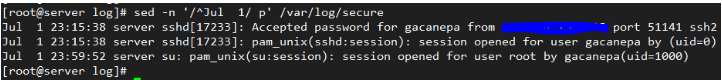 [root@server log]# sed -n '/^Jul  1/ p' /var/log/secure
Jul  1 23:15:38 server sshd[17233]: Accepted password for gacanepa from port 51141 ssh2
Jul  1 23:15:38 server sshd[17233]: pam_unix(sshd:session): session opened for user gacanepa by (uid=0)
Jul  1 23:59:52 server su: pam_unix(su:session): session opened for user root by gacanepa(uid=1000)
[root@server log]#